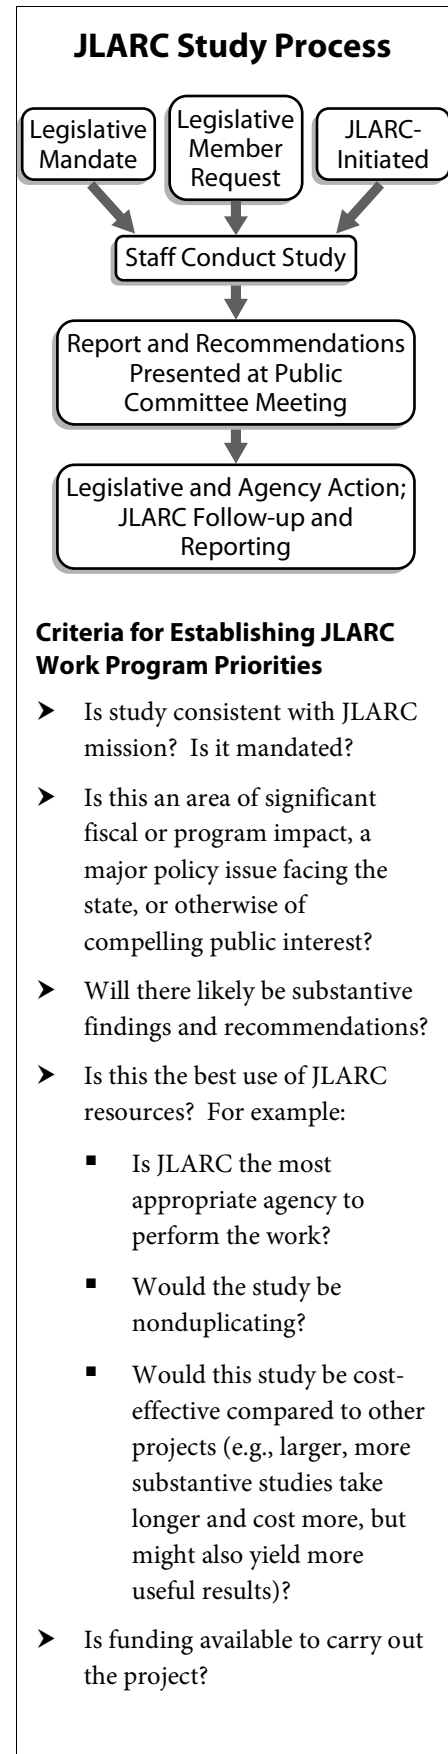 JLARC Study Process
Legislative
Mandate
Legislative
Member
Request
JLARC-
Initiated
Staff Conduct Study
Report and Recommendations
Presented at Public
Committee Meeting
Legislative and Agency Action;
JLARC Follow-up and
Reporting
Criteria for Establishing JLARC
Work Program Priorities
➤ Is study consistent with JLARC
mission?  Is it mandated?
➤ Is this an area of significant
fiscal or program impact, a
major policy issue facing the
state, or otherwise of
compelling public interest?
➤ Will there likely be substantive
findings and recommendations?
➤ Is this the best use of JLARC
resources?  For example:
▪ Is JLARC the most
appropriate agency to
perform the work?
▪ Would the study be
nonduplicating?
▪ Would this study be cost-
effective compared to other
projects (e.g., larger, more
substantive studies take
longer and cost more, but
might also yield more
useful results)?
➤ Is funding available to carry out
the project?